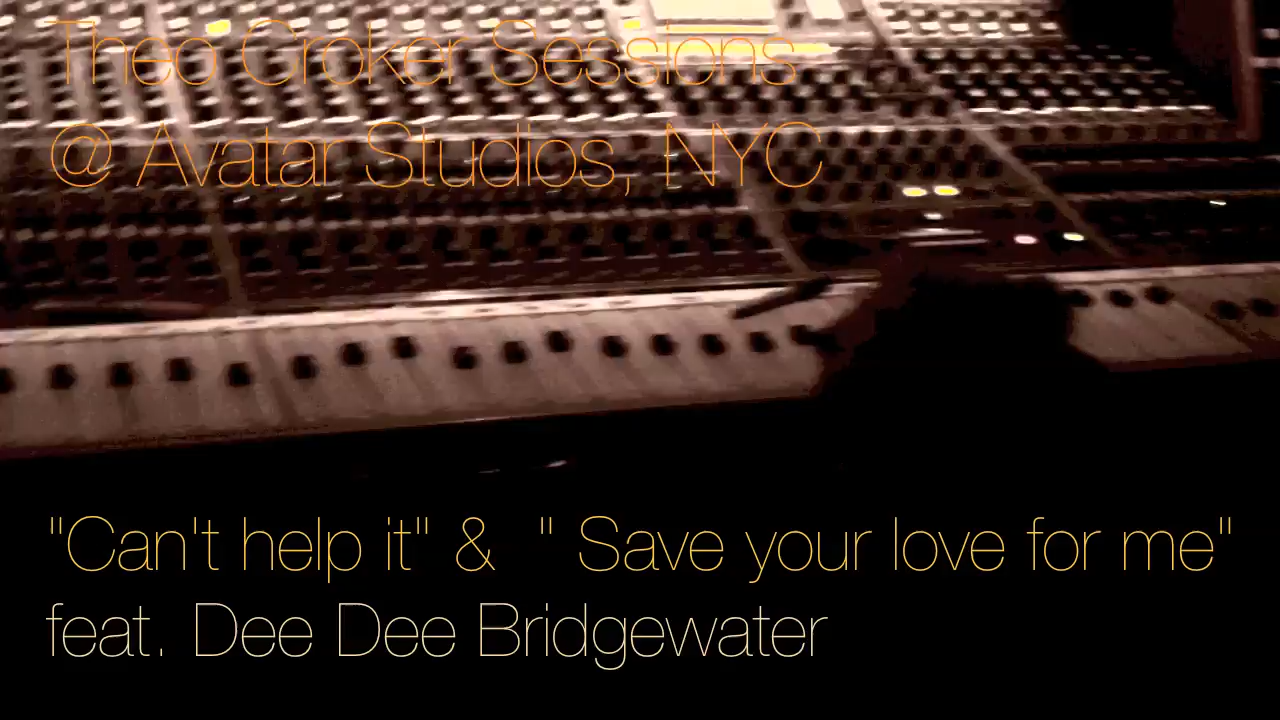 Theo Croker Sessions
@ Avatar Studios, NYC
"Can't help it" & " Save your love for me"
feat. Dee Dee Bridgewater